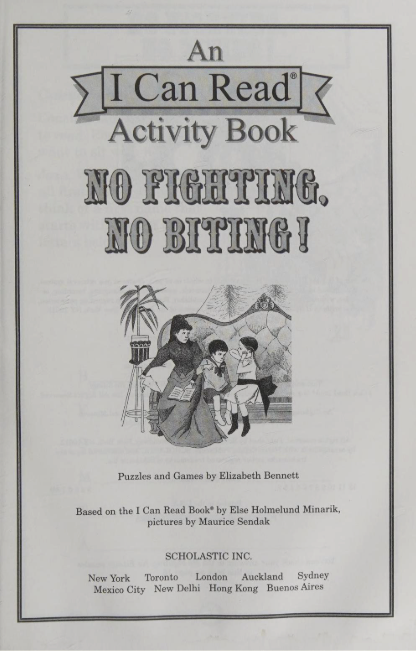 An
I Can Read®
Activity Book
NO FIGHTING,
NO BITING!
Puzzles and Games by Elizabeth Bennett
Based on the I Can Read Book® by Else Holmelund Minarik,
pictures by Maurice Sendak
SCHOLASTIC INC.
New York Toronto London Auckland Sydney
Mexico City New Delhi Hong Kong Buenos Aires